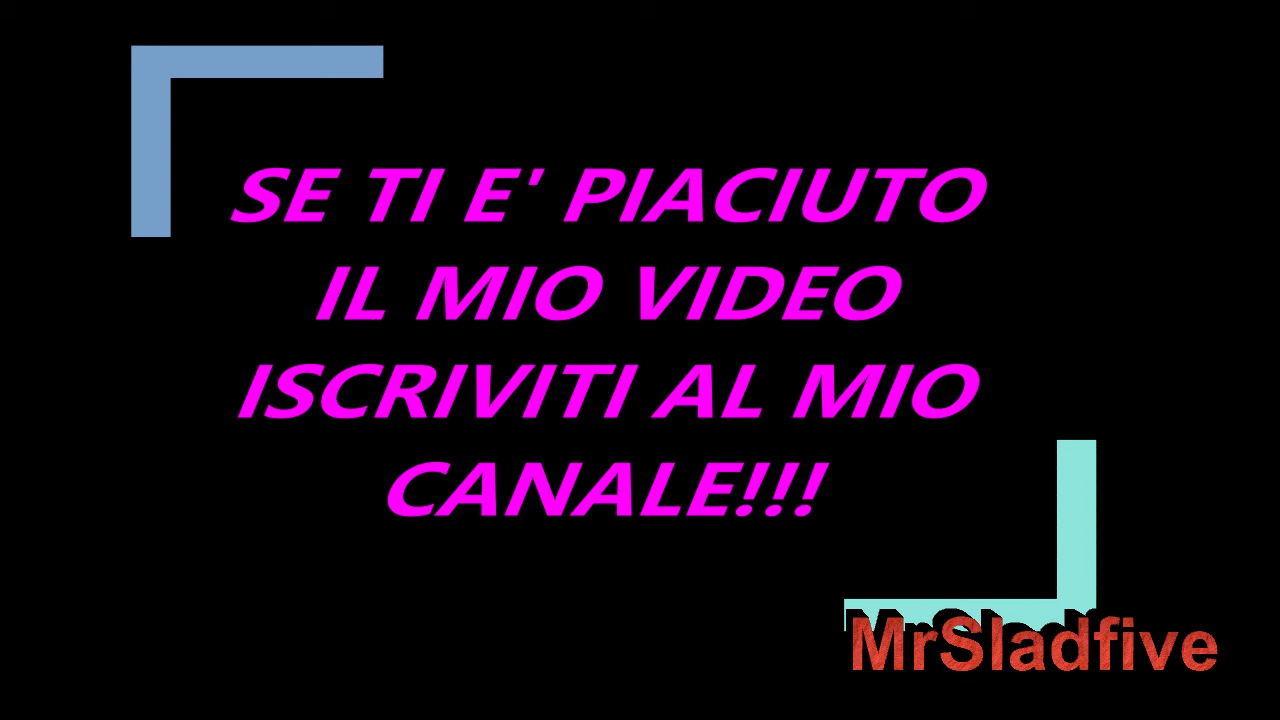 SE TI E' PIACIUTO
IL MIO VIDEO
ISCRIVITI AL MIO
CANALE!!!
MrSladfive